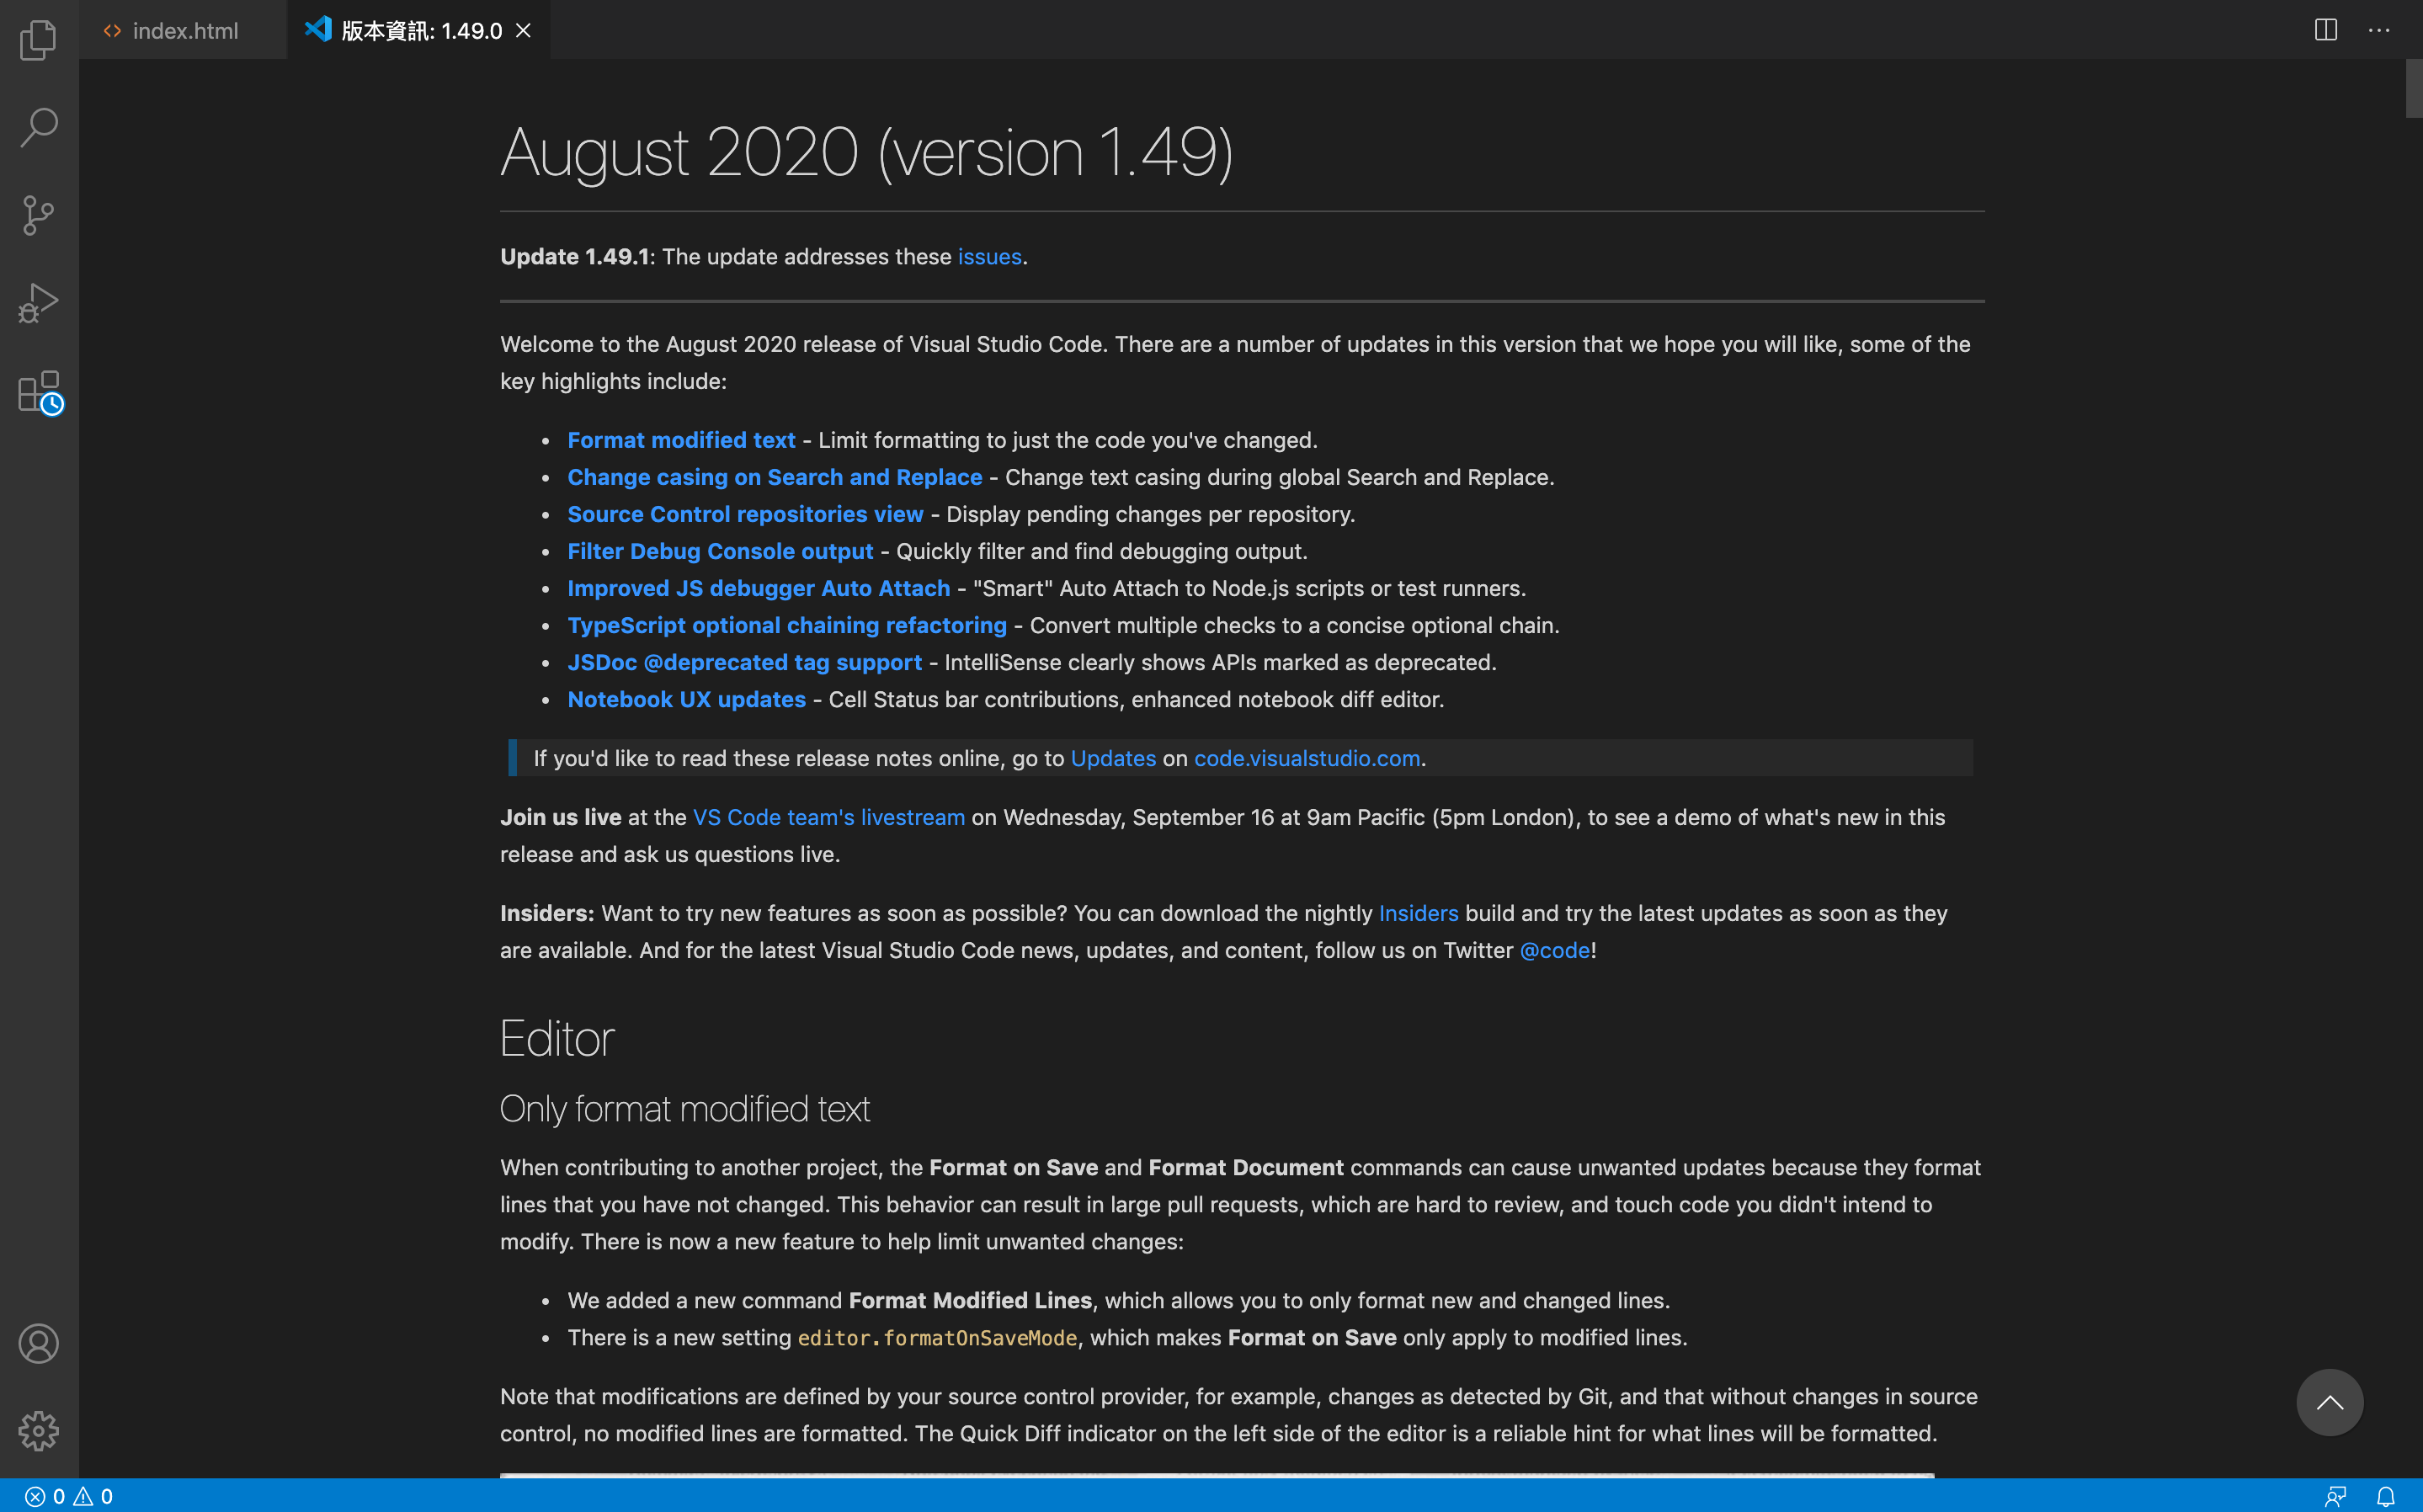 index.html
版本資訊: 1.49.0
August 2020 (version 1.49)
Update 1.49.1: The update addresses these issues.
Welcome to the August 2020 release of Visual Studio Code. There are a number of updates in this version that we hope you will like, some of the
key highlights include:
• Format modified text - Limit formatting to just the code you've changed.
• Change casing on Search and Replace - Change text casing during global Search and Replace.
• Source Control repositories view - Display pending changes per repository.
• Filter Debug Console output - Quickly filter and find debugging output.
• Improved JS debugger Auto Attach - "Smart" Auto Attach to Node.js scripts or test runners.
• TypeScript optional chaining refactoring - Convert multiple checks to a concise optional chain.
• JSDoc @deprecated tag support - IntelliSense clearly shows APIs marked as deprecated.
• Notebook UX updates - Cell Status bar contributions, enhanced notebook diff editor.
If you'd like to read these release notes online, go to Updates on code.visualstudio.com.
Join us live at the VS Code team's livestream on Wednesday, September 16 at 9am Pacific (5pm London), to see a demo of what's new in this
release and ask us questions live.
Insiders: Want to try new features as soon as possible? You can download the nightly Insiders build and try the latest updates as soon as they
are available. And for the latest Visual Studio Code news, updates, and content, follow us on Twitter @code!
Editor
Only format modified text
When contributing to another project, the Format on Save and Format Document commands can cause unwanted updates because they format
lines that you have not changed. This behavior can result in large pull requests, which are hard to review, and touch code you didn't intend to
modify. There is now a new feature to help limit unwanted changes:
• We added a new command Format Modified Lines, which allows you to only format new and changed lines.
• There is a new setting editor.formatOnSaveMode, which makes Format on Save only apply to modified lines.
Note that modifications are defined by your source control provider, for example, changes as detected by Git, and that without changes in source
control, no modified lines are formatted. The Quick Diff indicator on the left side of the editor is a reliable hint for what lines will be formatted.
0 0